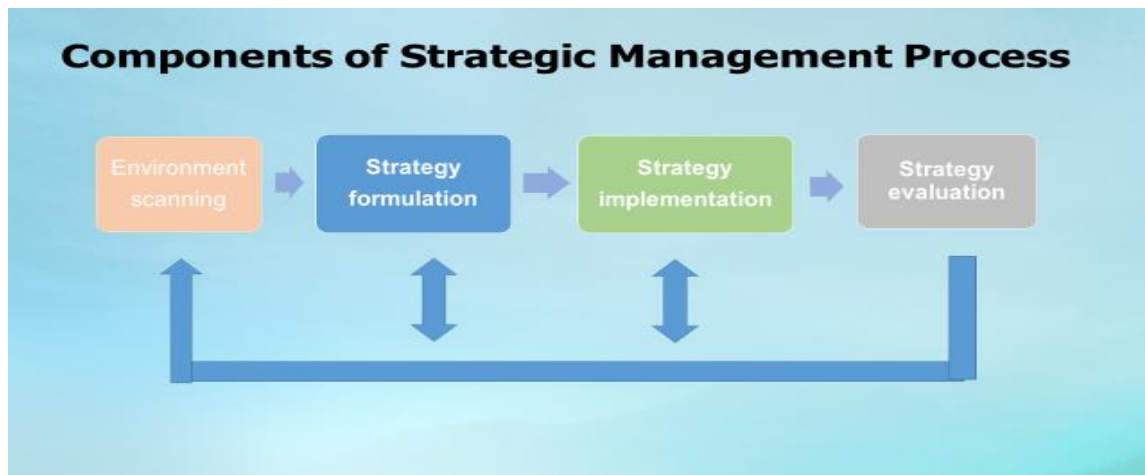 Components of Strategic Management Process
Environment
scanning
Strategy
formulation
Strategy
implementation
Strategy
evaluation